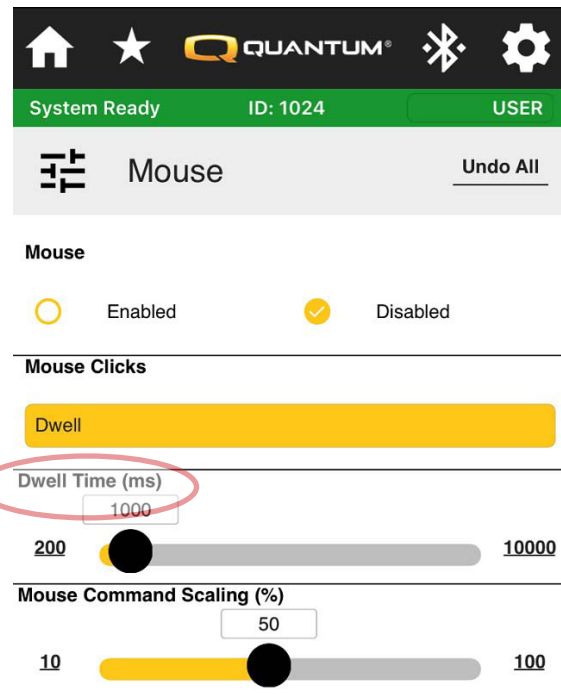 QUANTUM®
System Ready ID: 1024 USER
Mouse Undo All
Mouse
Enabled Disabled
Mouse Clicks
Dwell
Dwell Time (ms)
1000
200 10000
Mouse Command Scaling (%)
50
10 100